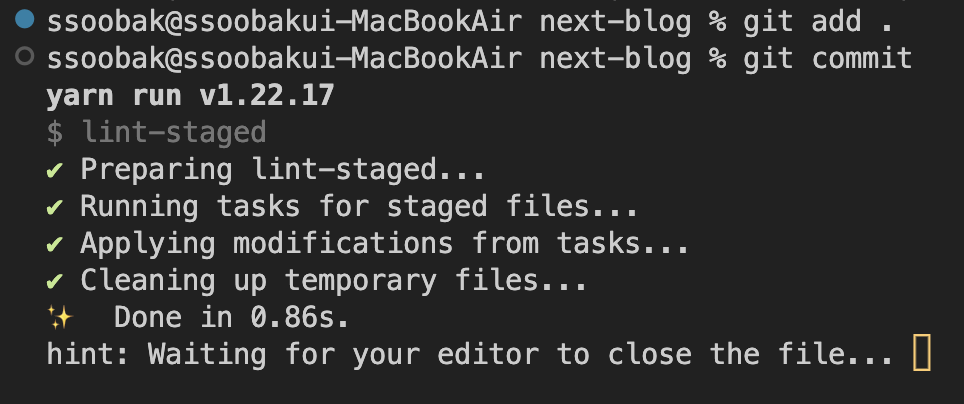 ssoobak@ssoobakui-MacBookAir next-blog % git add .
ssoobak@ssoobakui-MacBookAir next-blog % git commit
yarn run v1.22.17
$ lint-staged
✔ Preparing lint-staged...
✔ Running tasks for staged files...
✔ Applying modifications from tasks...
✔ Cleaning up temporary files...
✨  Done in 0.86s.
hint: Waiting for your editor to close the file...